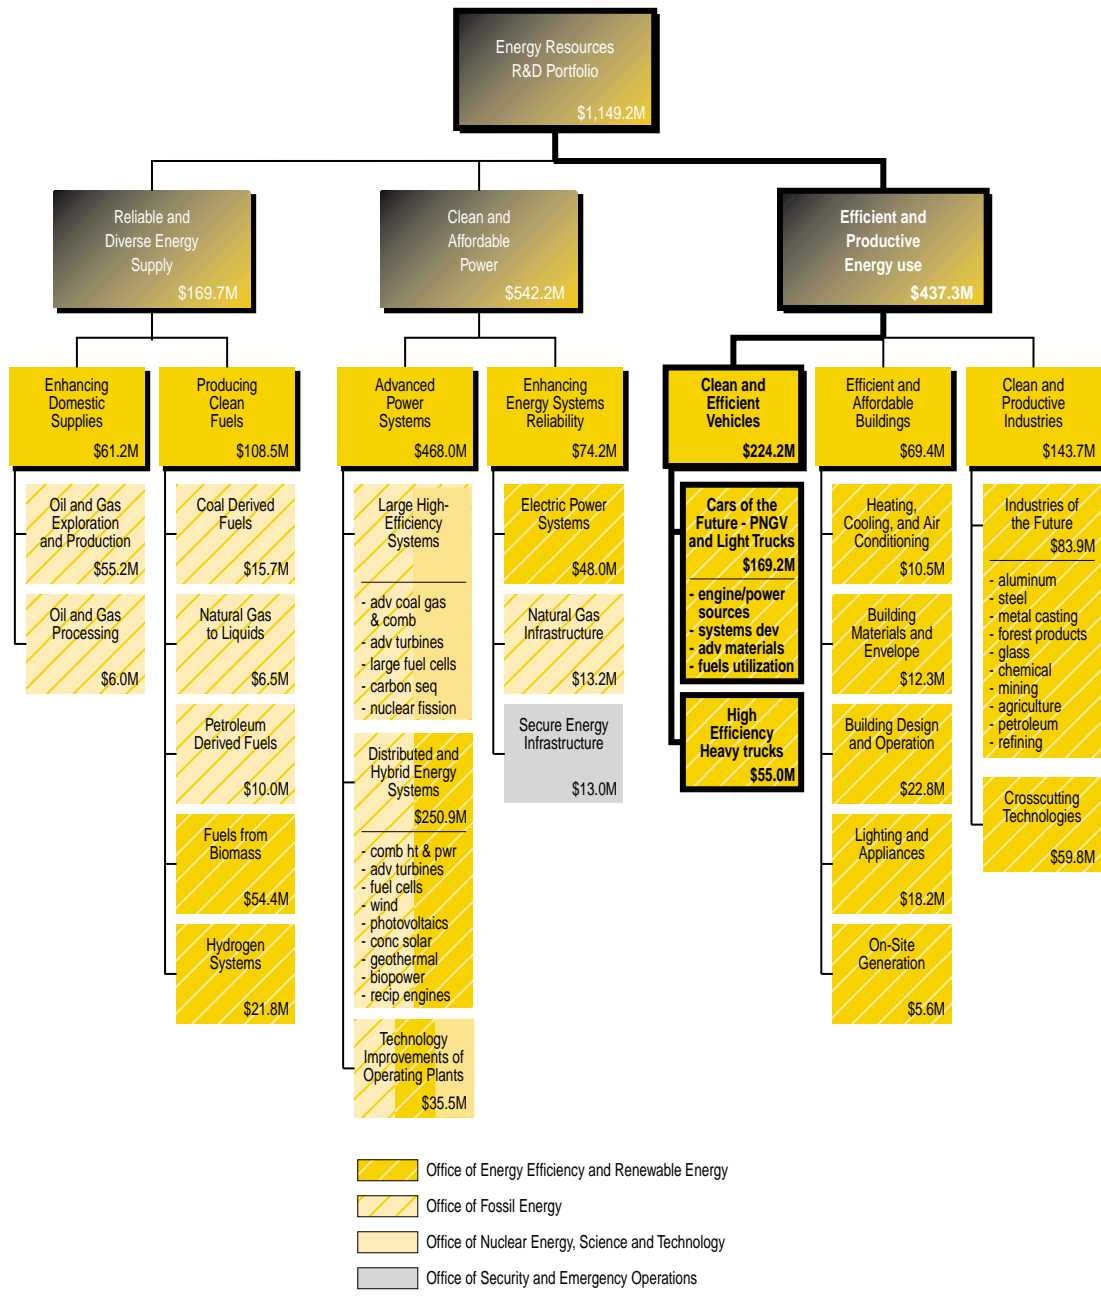 Energy Resources
R&D Portfolio
$1,149.2M
Reliable and
Diverse Energy
Supply
$169.7M
Clean and
Affordable
Power
$542.2M
Efficient and
Productive
Energy use
$437.3M
Enhancing
Domestic
Supplies
$61.2M
Producing
Clean
Fuels
$108.5M
Advanced
Power
Systems
$468.0M
Enhancing
Energy Systems
Reliability
$74.2M
Clean and
Efficient
Vehicles
$224.2M
Efficient and
Affordable
Buildings
$69.4M
Clean and
Productive
Industries
$143.7M
Oil and Gas
Exploration
and Production
$55.2M
Oil and Gas
Processing
$6.0M
Coal Derived
Fuels
$15.7M
Natural Gas
to Liquids
$6.5M
Petroleum
Derived Fuels
$10.0M
Fuels from
Biomass
$54.4M
Hydrogen
Systems
$21.8M
Large High-
Efficiency
Systems
- adv coal gas
& comb
- adv turbines
- large fuel cells
- carbon seq
- nuclear fission
Distributed and
Hybrid Energy
Systems
$250.9M
- comb ht & pwr
- adv turbines
- fuel cells
- wind
- photovoltaics
- conc solar
- geothermal
- biopower
- recip engines
Technology
Improvements of
Operating Plants
$35.5M
Electric Power
Systems
$48.0M
Natural Gas
Infrastructure
$13.2M
Secure Energy
Infrastructure
$13.0M
Cars of the
Future - PNGV
and Light Trucks
$169.2M
- engine/power
sources
- systems dev
- adv materials
- fuels utilization
High
Efficiency
Heavy trucks
$55.0M
Heating,
Cooling, and Air
Conditioning
$10.5M
Building
Materials and
Envelope
$12.3M
Building Design
and Operation
$22.8M
Lighting and
Appliances
$18.2M
On-Site
Generation
$5.6M
Industries of
the Future
$83.9M
- aluminum
- steel
- metal casting
- forest products
- glass
- chemical
- mining
- agriculture
- petroleum
- refining
Crosscutting
Technologies
$59.8M
Office of Energy Efficiency and Renewable Energy
Office of Fossil Energy
Office of Nuclear Energy, Science and Technology
Office of Security and Emergency Operations